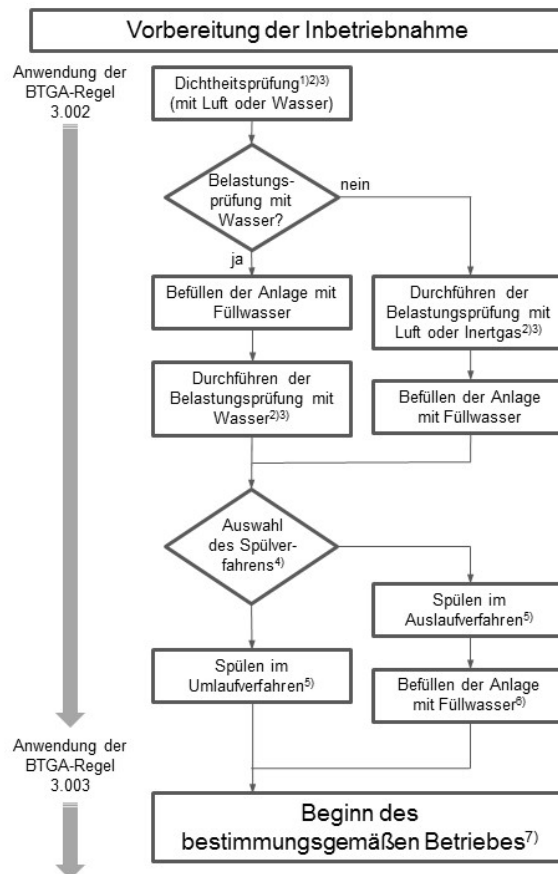 Vorbereitung der Inbetriebnahme
Anwendung der
BTGA-Regel
3.002
Dichtheitsprüfung1)2)3)
(mit Luft oder Wasser)
Belastungs-
prüfung mit
Wasser?
nein
ja
Befüllen der Anlage mit
Füllwasser
Durchführen der
Belastungsprüfung mit
Luft oder Inertgas2)3)
Durchführen der
Belastungsprüfung mit
Wasser2)3)
Befüllen der Anlage
mit Füllwasser
Auswahl
des Spülver-
fahrens4)
Spülen im
Auslaufverfahren5)
Spülen im
Umlaufverfahren5)
Befüllen der Anlage
mit Füllwasser6)
Anwendung der
BTGA-Regel
3.003
Beginn des
bestimmungsgemäßen Betriebes7)